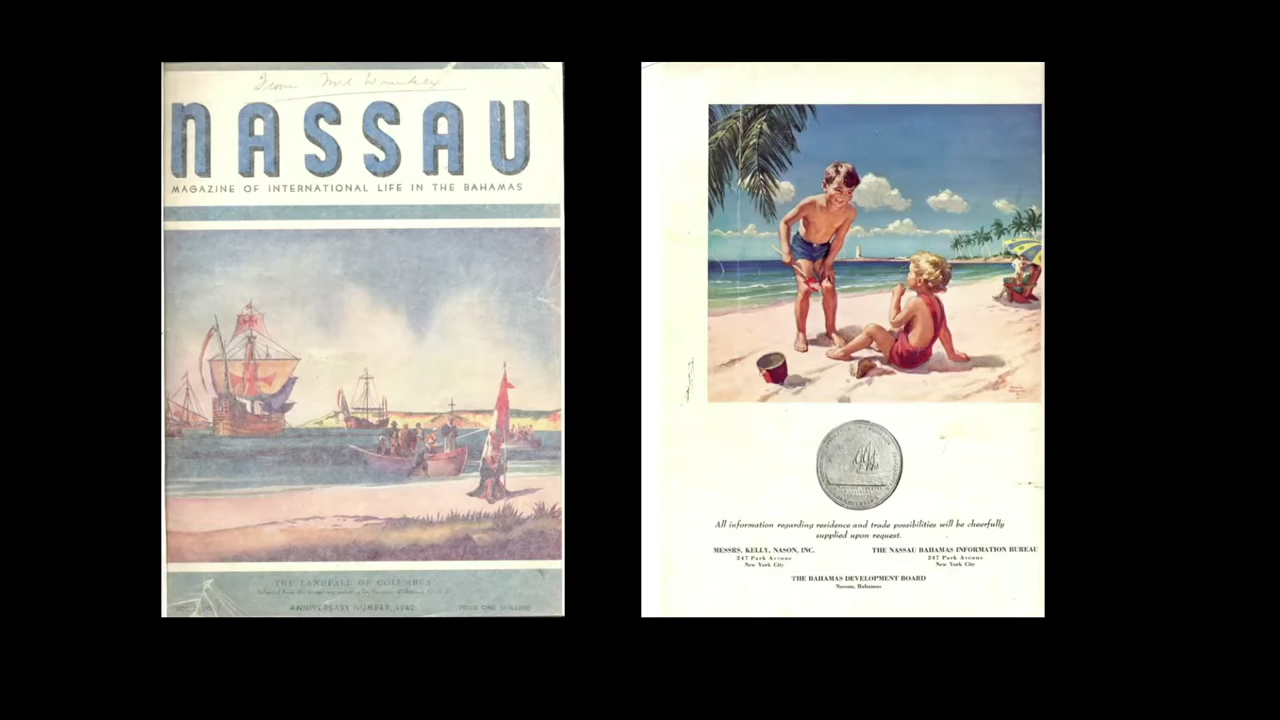 From
NASSAU
MAGAZINE OF INTERNATIONAL LIFE IN THE BAHAMAS
THE LANDFALL OF COLUMBUS
ANNIVERSARY NUMBER, 1942
PRICE ONE SHILLING
All information regarding residence and trade possibilities will be cheerfully
supplied upon request.
MESSRS. KELLY, NASON, INC.
247 Park Avenue
New York City
THE NASSAU BAHAMAS INFORMATION BUREAU
247 Park Avenue
New York City
THE BAHAMAS DEVELOPMENT BOARD
Nassau, Bahamas